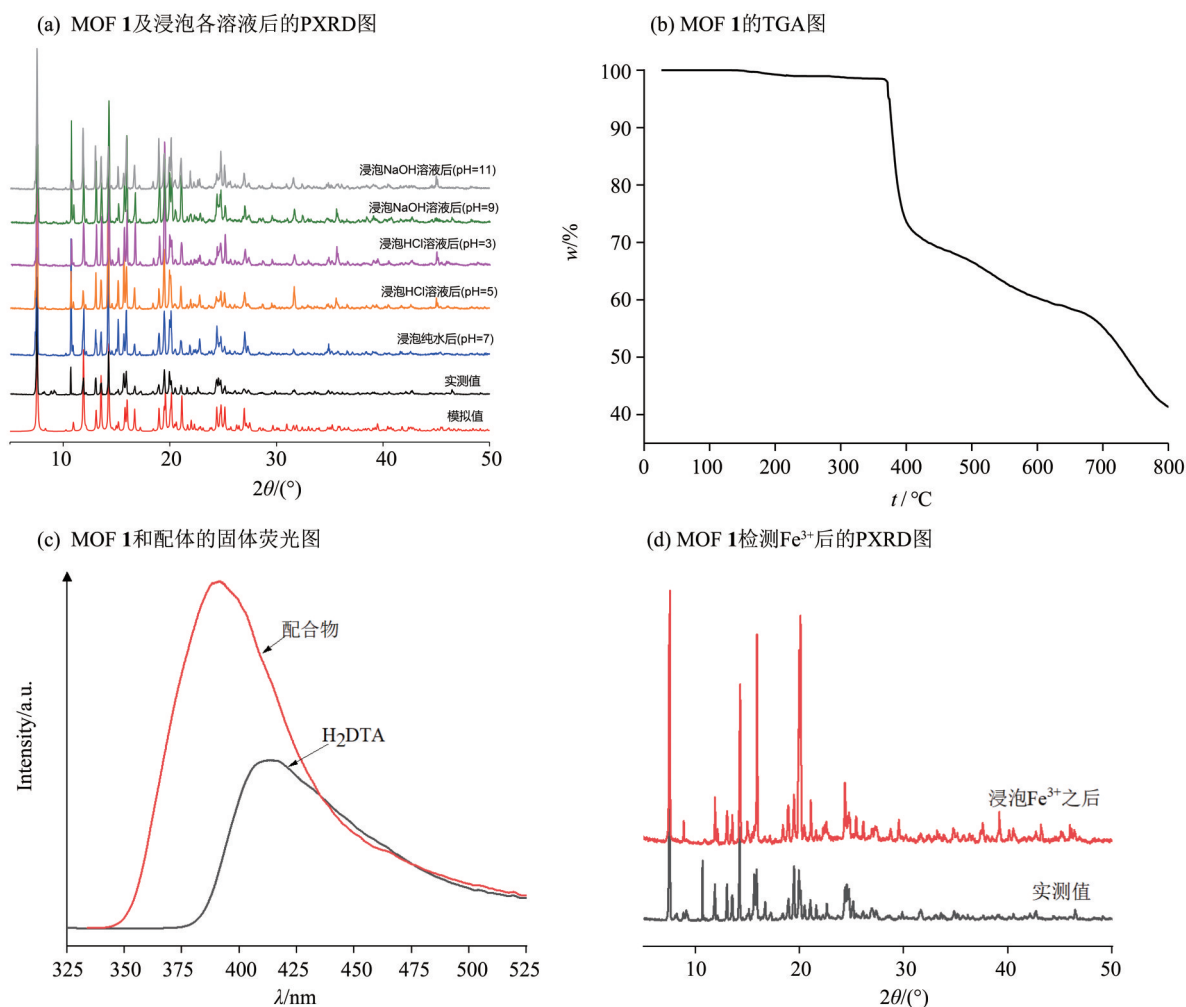 (a) MOF 1及浸泡各溶液后的PXRD图
浸泡NaOH溶液后(pH=11)
浸泡NaOH溶液后(pH=9)
浸泡HCl溶液后(pH=3)
浸泡HCl溶液后(pH=5)
浸泡纯水后(pH=7)
实测值
模拟值
10 20 30 40 50
2θ/(°)
(b) MOF 1的TGA图
100
90
80
70
60
50
40
w/%
0 100 200 300 400 500 600 700 800
t/°C
(c) MOF 1和配体的固体荧光图
配合物
H₂DTA
Intensity/a.u.
325 350 375 400 425 450 475 500 525
λ/nm
(d) MOF 1检测Fe³⁺后的PXRD图
浸泡Fe³⁺之后
实测值
10 20 30 40 50
2θ/(°)